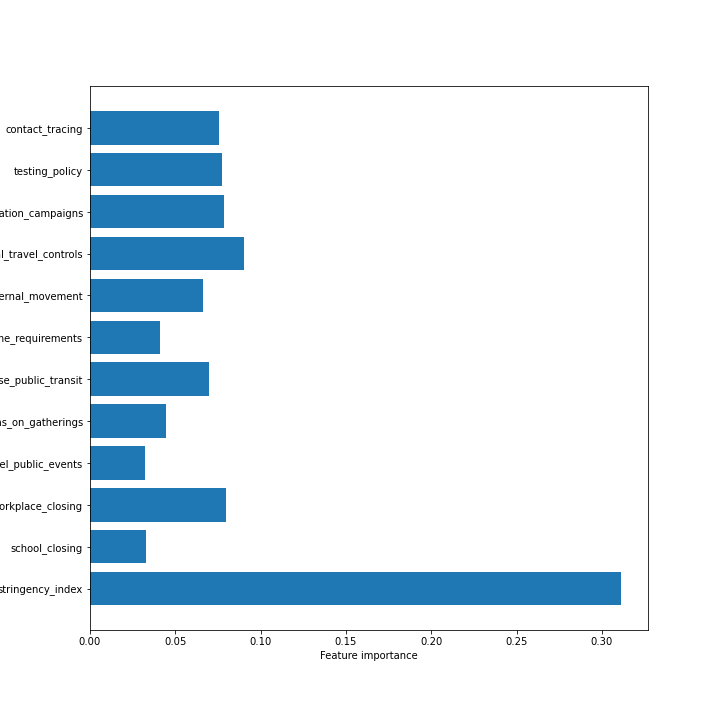 contact_tracing
testing_policy
ation_campaigns
l_travel_controls
ernal_movement
ne_requirements
se_public_transit
ns_on_gatherings
el_public_events
orkplace_closing
school_closing
stringency_index
0.00 0.05 0.10 0.15 0.20 0.25 0.30
Feature importance